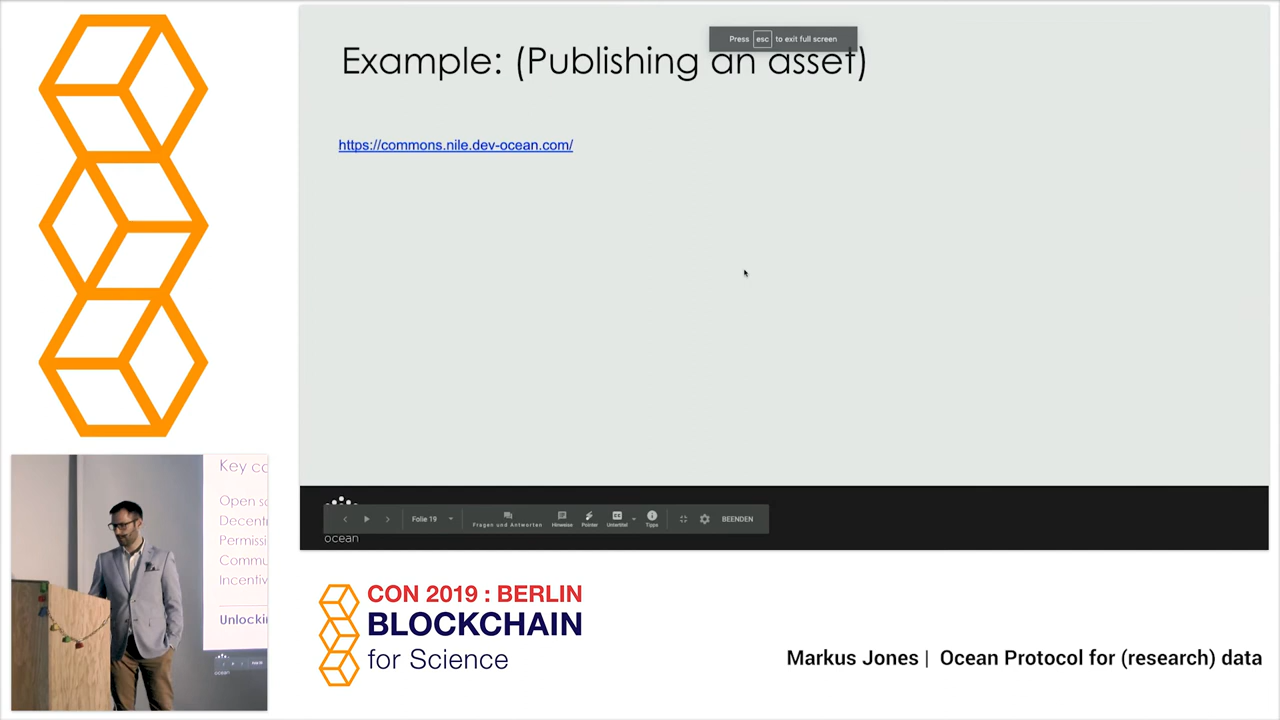 Press esc to exit full screen
Example: (Publishing an asset)
https://commons.nile.dev-ocean.com/
Folie 19
Fragen und Antworten
Hinweise
Pointer
Untertitel
Tipps
BEENDEN
ocean
Key co
Open so
Decentr
Permissi
Commu
Incentiv
Unlockin
ocean
CON 2019 : BERLIN
BLOCKCHAIN
for Science
Markus Jones | Ocean Protocol for (research) data